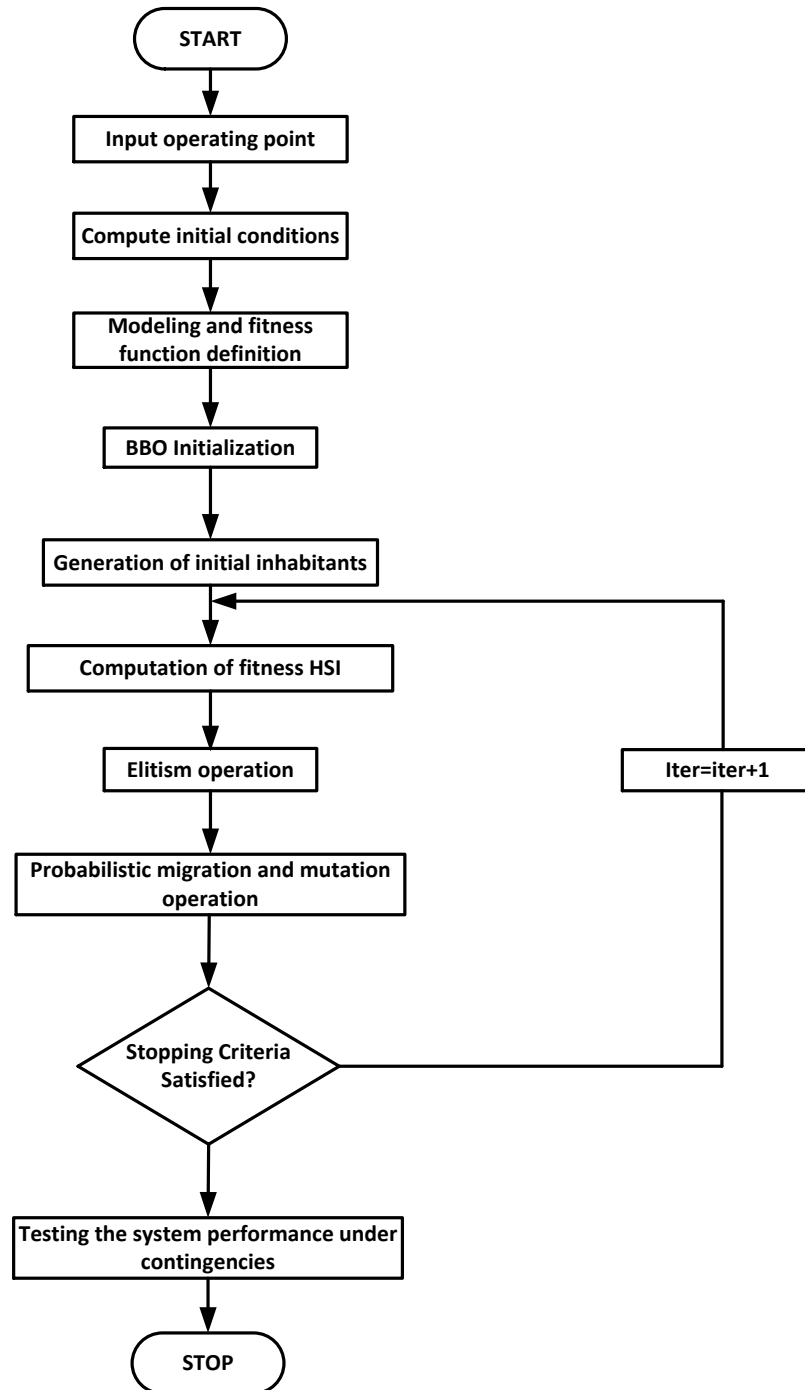 START
Input operating point
Compute initial conditions
Modeling and fitness
function definition
BBO Initialization
Generation of initial inhabitants
Computation of fitness HSI
Elitism operation
Iter=iter+1
Probabilistic migration and mutation
operation
Stopping Criteria
Satisfied?
Testing the system performance under
contingencies
STOP